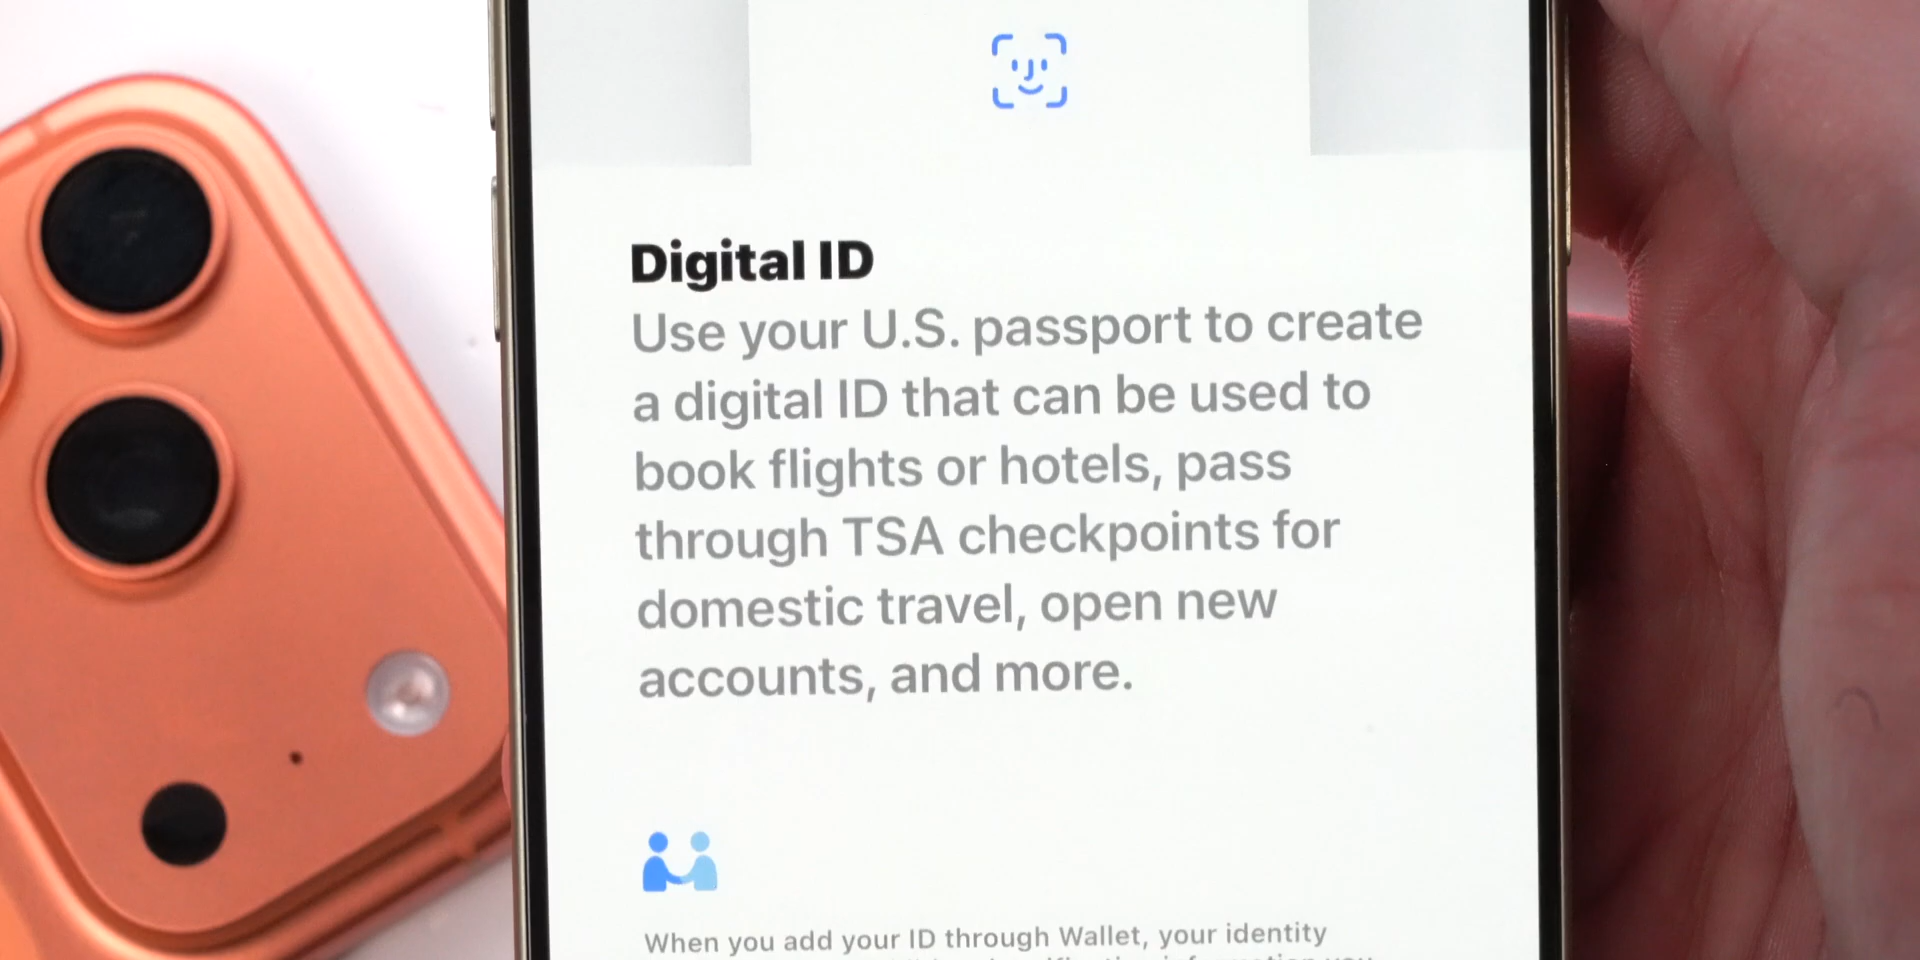 Digital ID
Use your U.S. passport to create
a digital ID that can be used to
book flights or hotels, pass
through TSA checkpoints for
domestic travel, open new
accounts, and more.
When you add your ID through Wallet, your identity